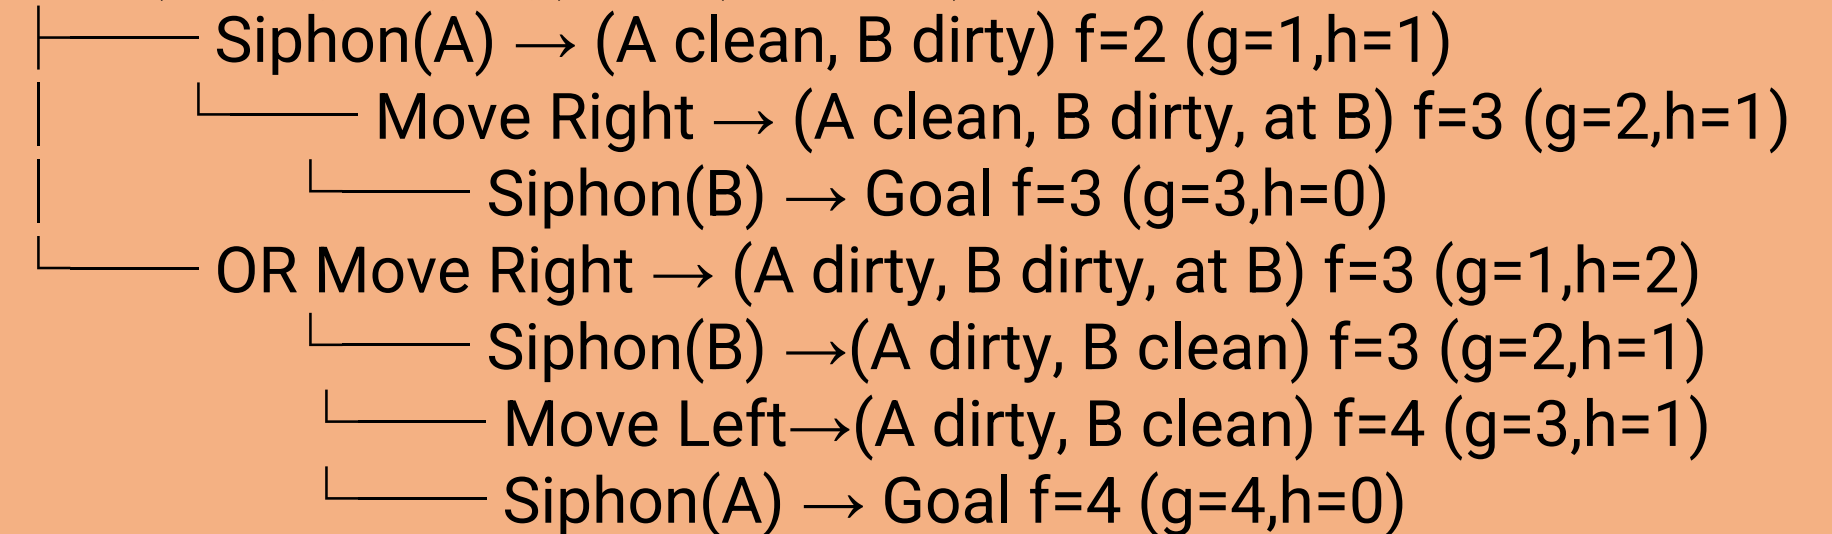 Siphon(A) → (A clean, B dirty) f=2 (g=1,h=1)
Move Right → (A clean, B dirty, at B) f=3 (g=2,h=1)
Siphon(B) → Goal f=3 (g=3,h=0)
OR Move Right → (A dirty, B dirty, at B) f=3 (g=1,h=2)
Siphon(B) →(A dirty, B clean) f=3 (g=2,h=1)
Move Left→(A dirty, B clean) f=4 (g=3,h=1)
Siphon(A) → Goal f=4 (g=4,h=0)